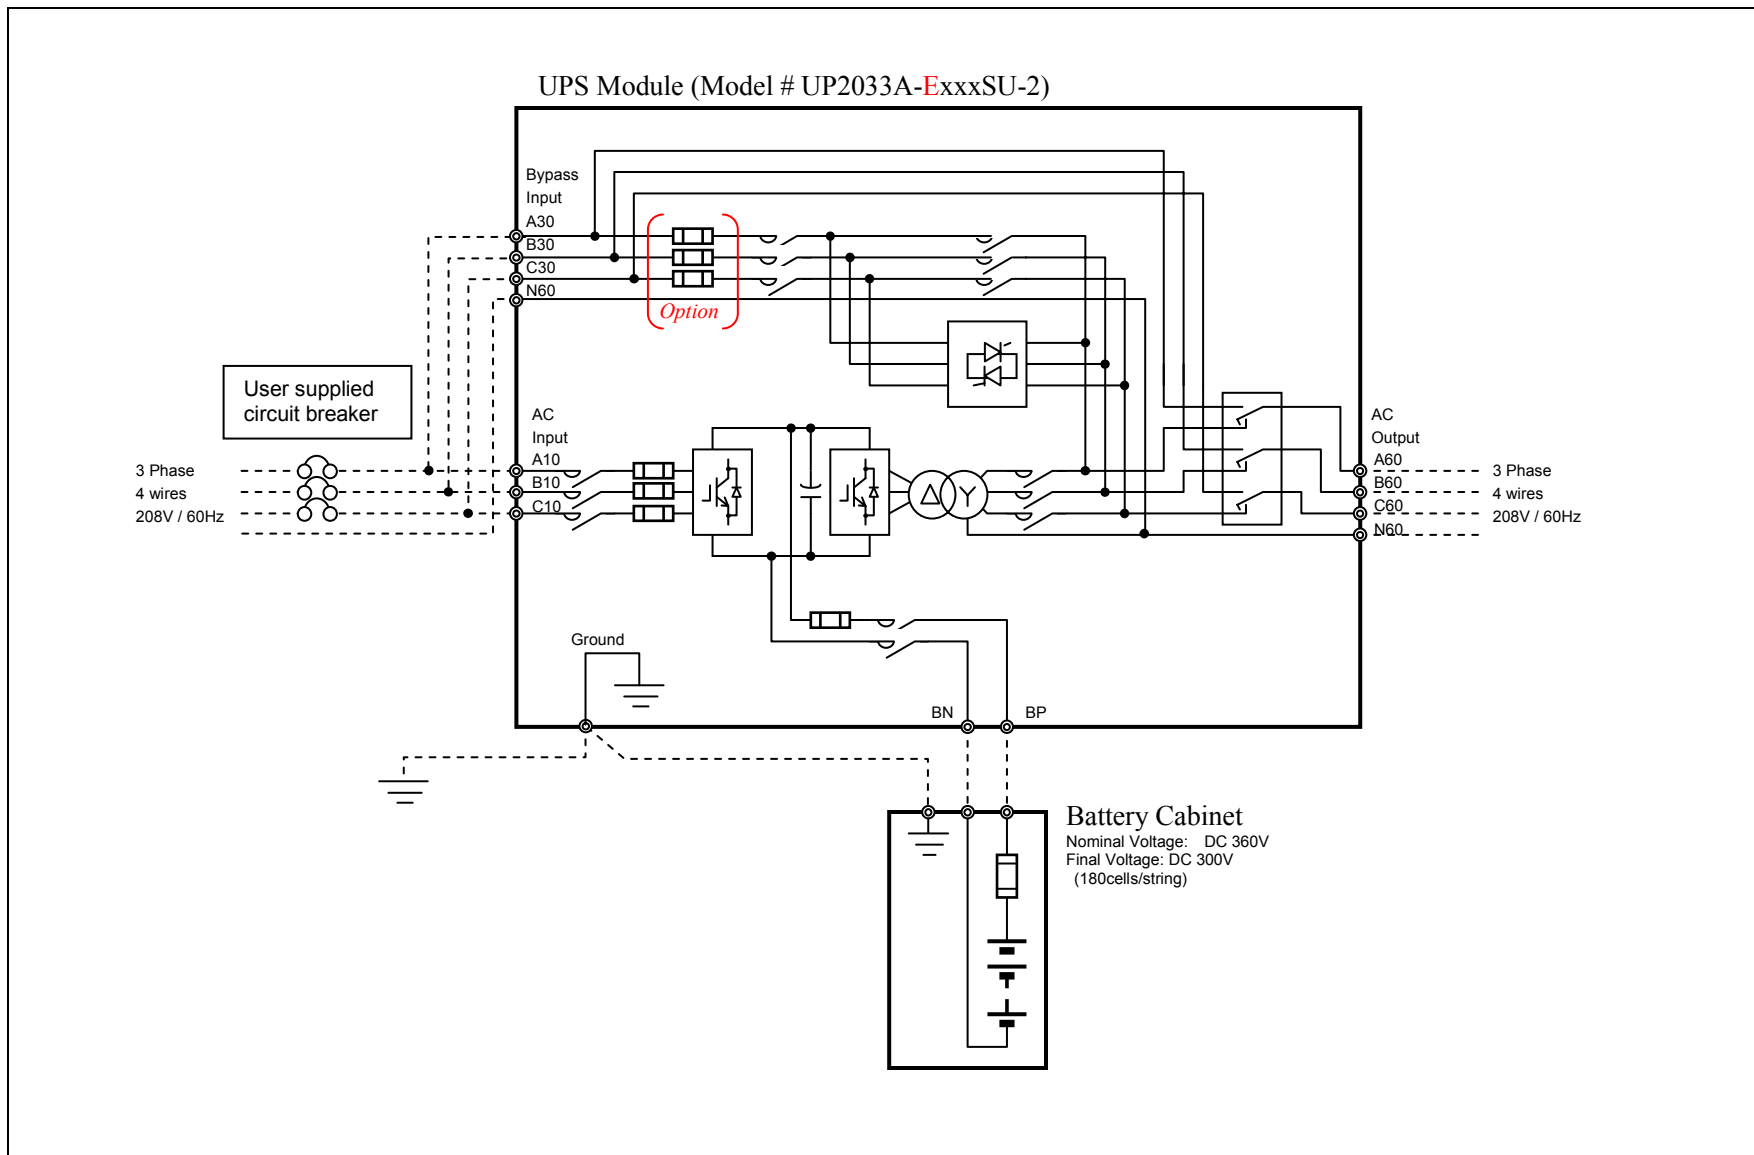 UPS Module (Model # UP2033A-ExxxSU-2)
Bypass
Input
A30
B30
C30
N60
Option
User supplied
circuit breaker
3 Phase
4 wires
208V / 60Hz
AC
Input
A10
B10
C10
AC
Output
A60
B60
C60
N60
3 Phase
4 wires
208V / 60Hz
Ground
BN
BP
Battery Cabinet
Nominal Voltage: DC 360V
Final Voltage: DC 300V
(180cells/string)